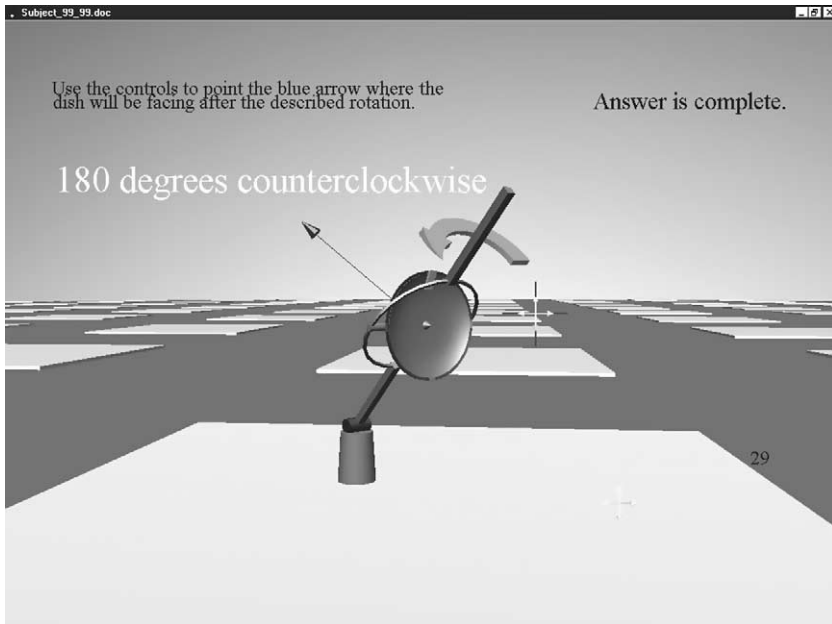 Subject_99_99.doc
Use the controls to point the blue arrow where the
dish will be facing after the described rotation.
Answer is complete.
180 degrees counterclockwise
29